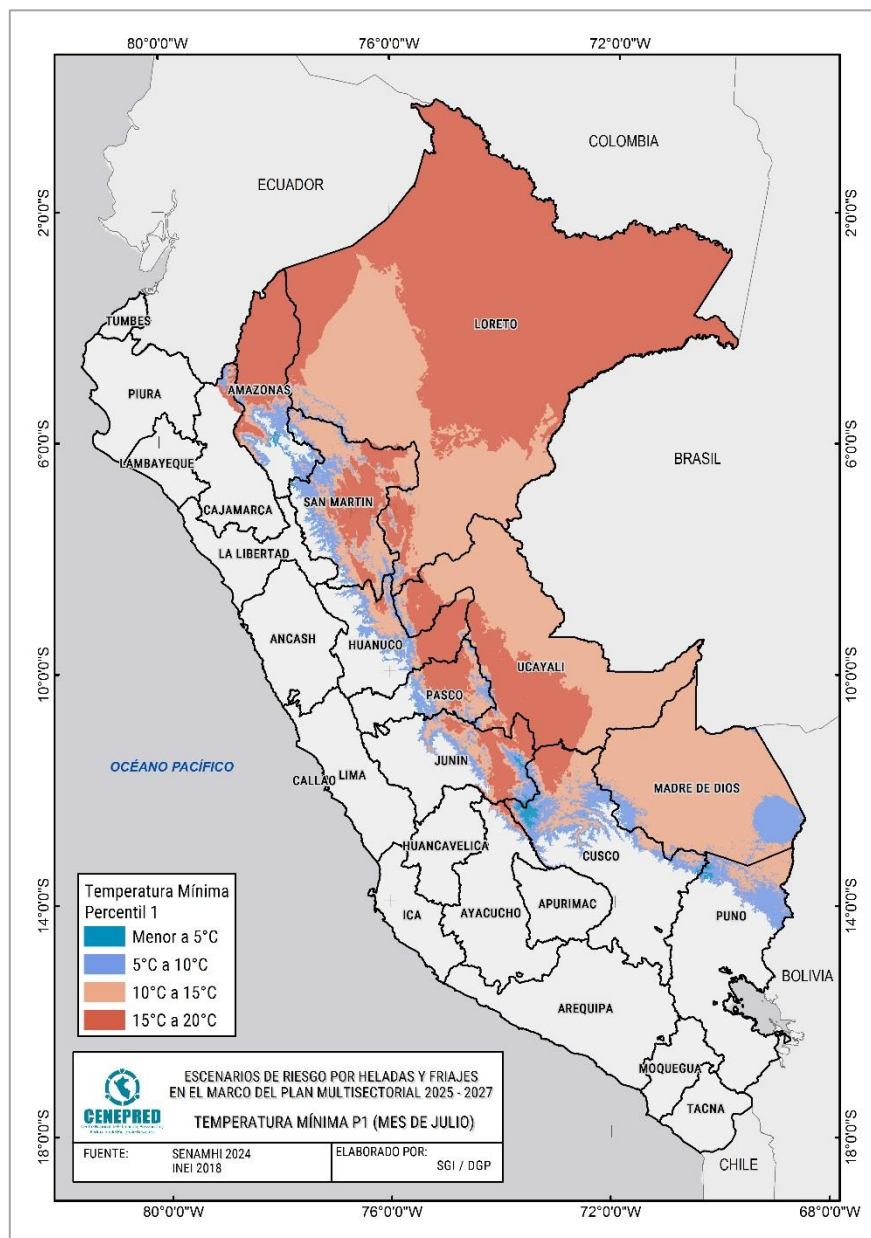 80°0'0"W
76°0'0"W
72°0'0"W
COLOMBIA
ECUADOR
2°0'0"S
2°0'0"S
LORETO
TUMBES
AMAZONAS
PIURA
6°0'0"S
6°0'0"S
BRASIL
LAMBAYEQUE
SAN MARTIN
CAJAMARCA
LA LIBERTAD
ANCASH
HUANUCO
UCAYALI
10°0'0"S
10°0'0"S
PASCO
OCÉANO PACÍFICO
JUNIN
CALLAO
LIMA
MADRE DE DIOS
HUANCAVELICA
CUSCO
Temperatura Mínima
Percentil 1
Menor a 5°C
5°C a 10°C
10°C a 15°C
15°C a 20°C
14°0'0"S
14°0'0"S
ICA
AYACUCHO
APURIMAC
PUNO
BOLIVIA
AREQUIPA
MOQUEGUA
TACNA
CHILE
18°0'0"S
18°0'0"S
CENEPRED
ESCENARIOS DE RIESGO POR HELADAS Y FRIAJES
EN EL MARCO DEL PLAN MULTISECTORIAL 2025 - 2027
TEMPERATURA MÍNIMA P1 (MES DE JULIO)
FUENTE:
SENAMHI 2024
INEI 2018
ELABORADO POR:
SGI / DGP
80°0'0"W
76°0'0"W
72°0'0"W
68°0'0"W